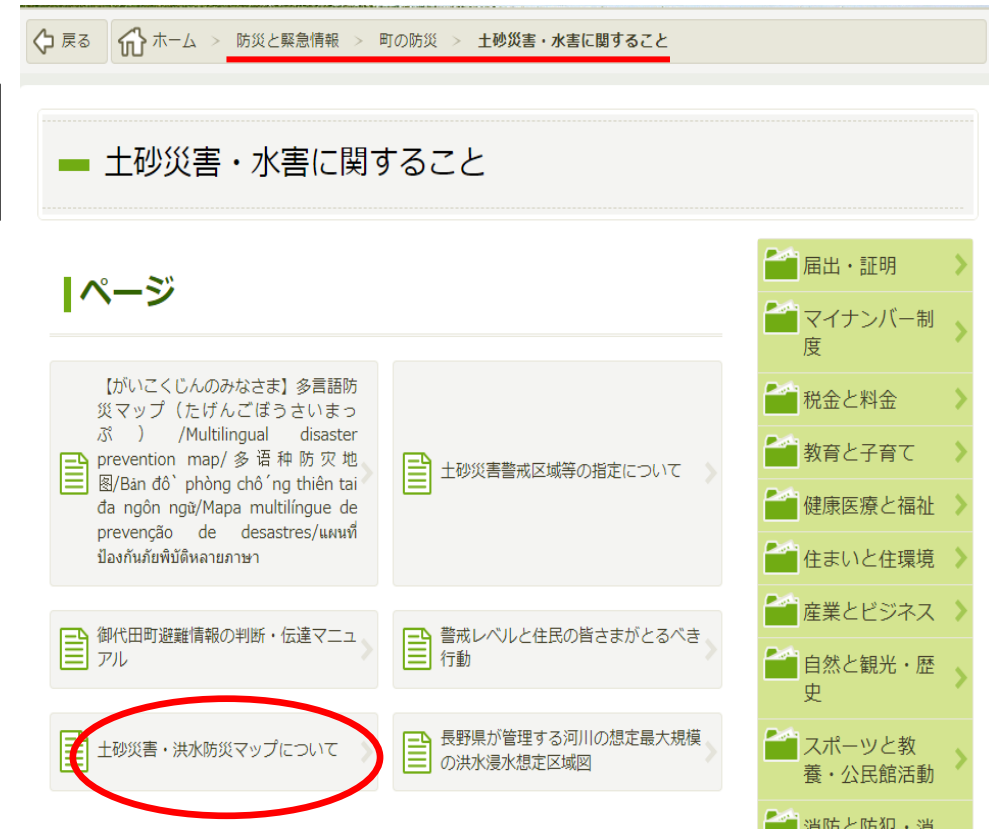 戻る ホーム > 防災と緊急情報 > 町の防災 > 土砂災害・水害に関すること
土砂災害・水害に関すること
ページ
【がいこくじんのみなさま】多言語防
災マップ（たげんごぼうさいまっ
ぷ ） /Multilingual disaster
prevention map/多语种防灾地
图/Bản đồ phòng chống thiên tai
đa ngôn ngữ/Mapa multilíngue de
prevenção de desastres/แผนที่
ป้องกันภัยพิบัติหลายภาษา
土砂災害警戒区域等の指定について
御代田町避難情報の判断・伝達マニュ
アル
警戒レベルと住民の皆さまがとるべき
行動
土砂災害・洪水防災マップについて
長野県が管理する河川の想定最大規模
の洪水浸水想定区域図
届出・証明
マイナンバー制
度
税金と料金
教育と子育て
健康医療と福祉
住まいと住環境
産業とビジネス
自然と観光・歴
史
スポーツと教
養・公民館活動
消防と防犯・消